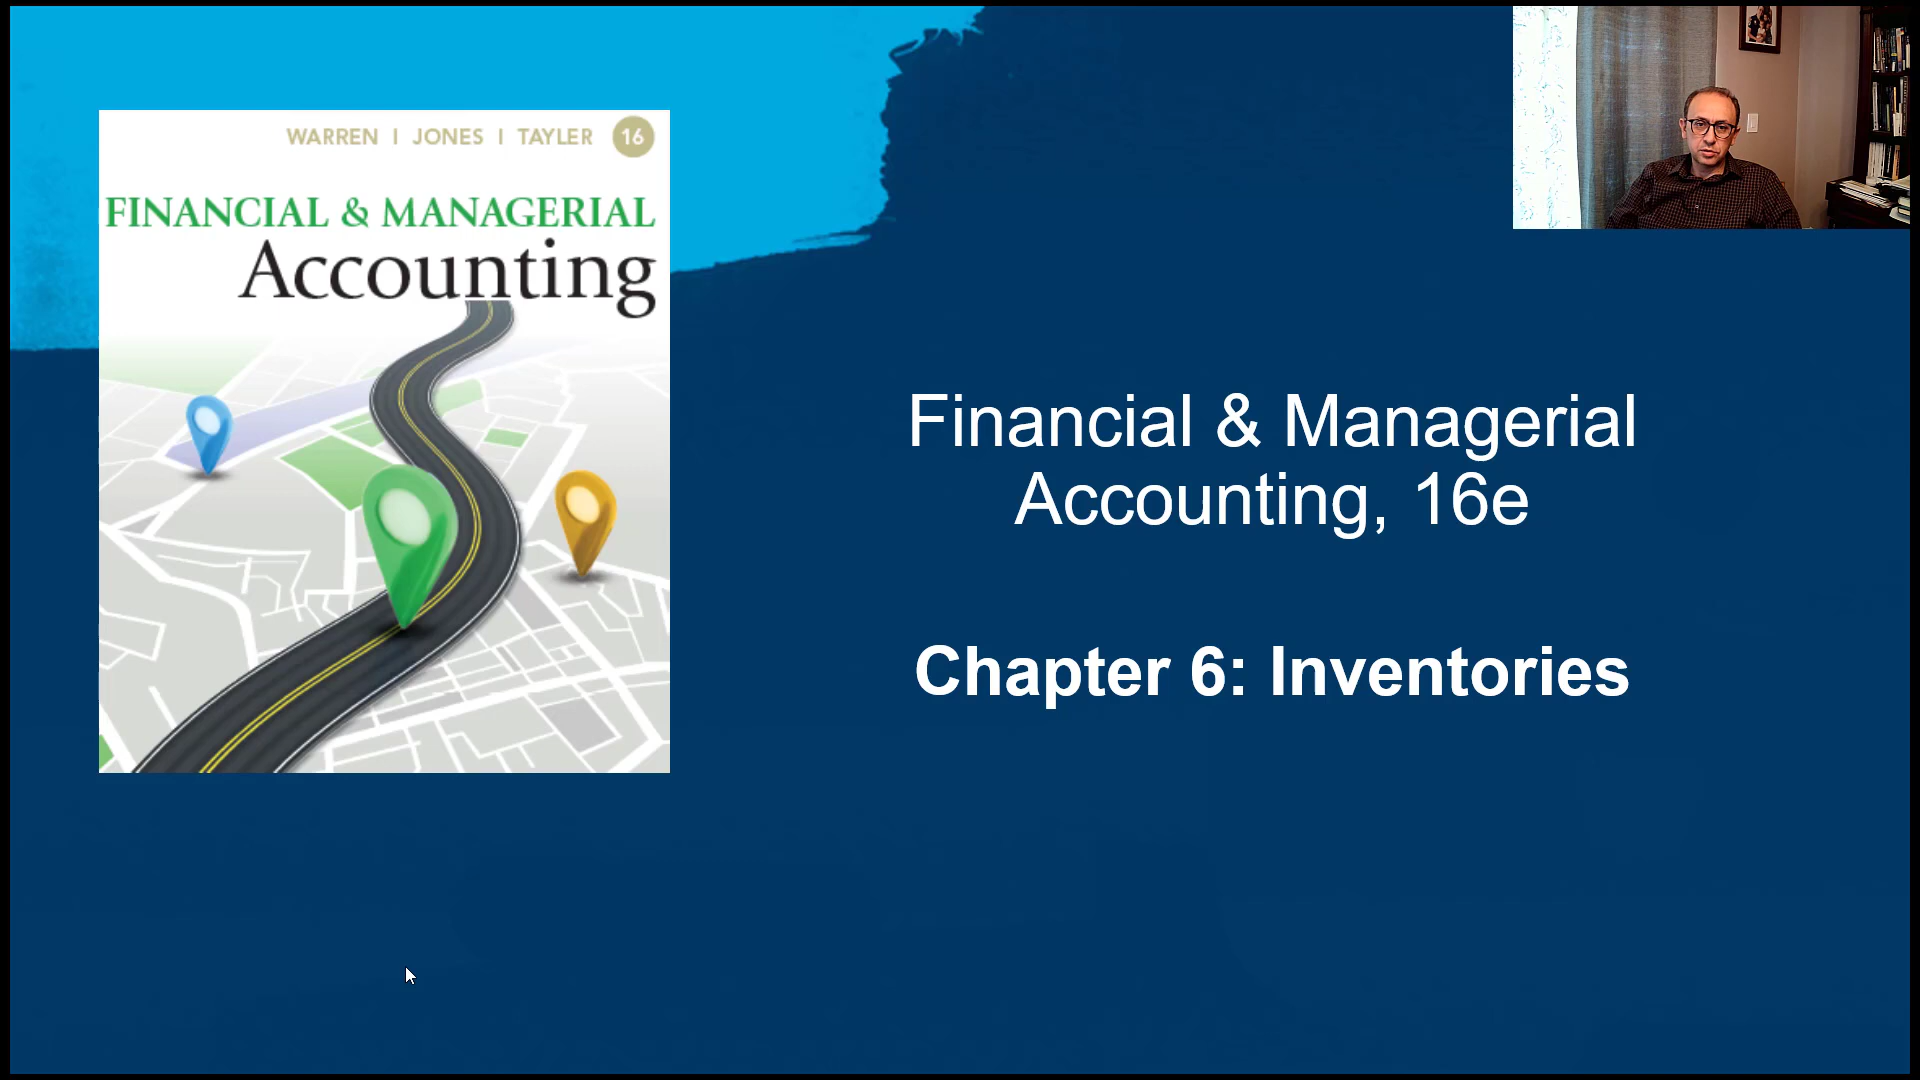 WARREN | JONES | TAYLER 16
FINANCIAL & MANAGERIAL
Accounting
Financial & Managerial
Accounting, 16e
Chapter 6: Inventories